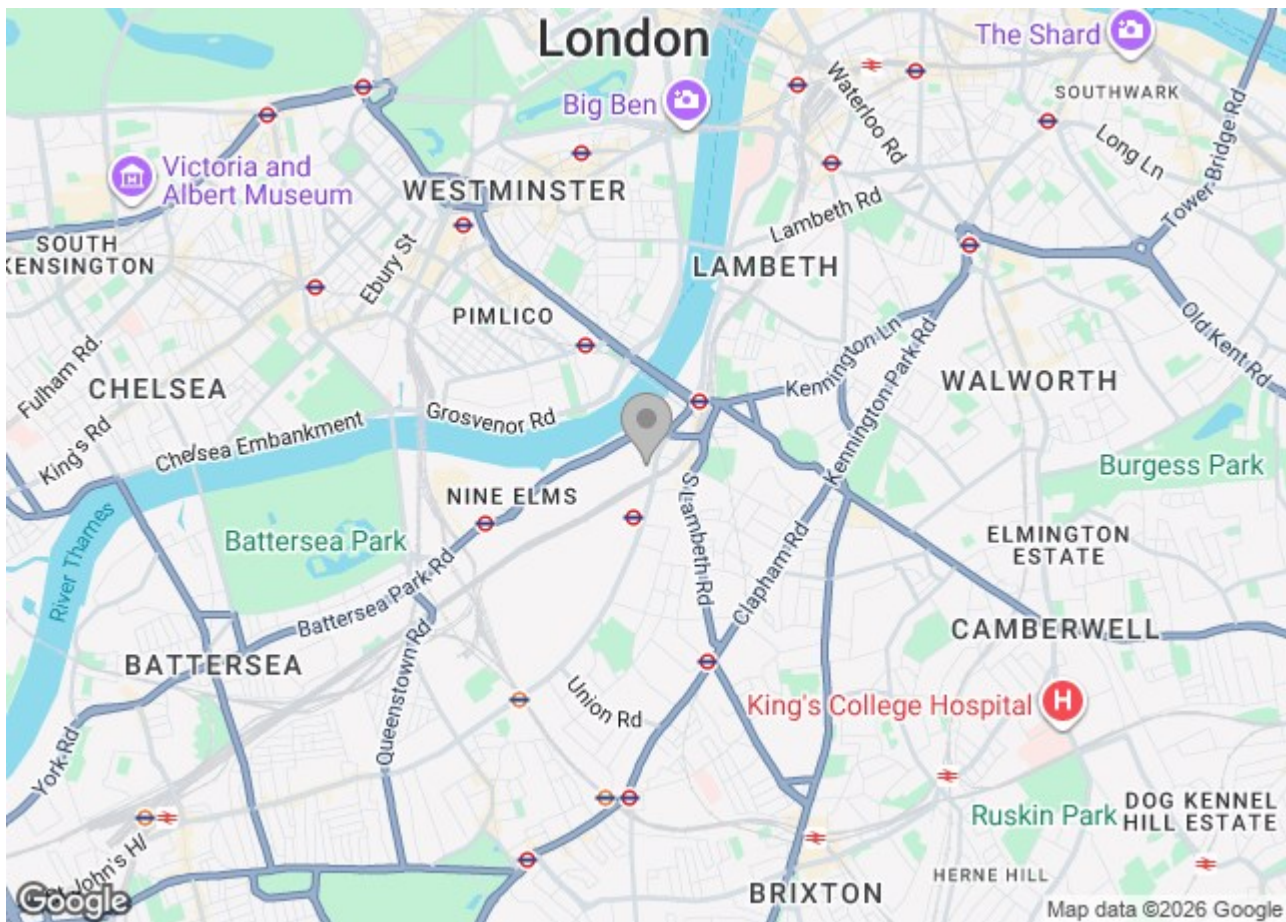 London
The Shard
Big Ben
Waterloo Rd
SOUTHWARK
Long Ln
Tower Bridge Rd
Victoria and
Albert Museum
WESTMINSTER
Lambeth Rd
SOUTH
KENSINGTON
Ebury St
LAMBETH
PIMLICO
Old Kent Rd
Fulham Rd.
CHELSEA
Kennington Ln
Kennington Park Rd
WALWORTH
King's Rd
Chelsea Embankment
Grosvenor Rd
Burgess Park
NINE ELMS
S Lambeth Rd
River Thames
Battersea Park
Clapham Rd
ELMINGTON
ESTATE
Battersea Park Rd
CAMBERWELL
BATTERSEA
Queenstown Rd
Union Rd
King's College Hospital
H
York Rd
Ruskin Park
DOG KENNEL
HILL ESTATE
St John's Hl
HERNE HILL
BRIXTON
Google
Map data ©2026 Google